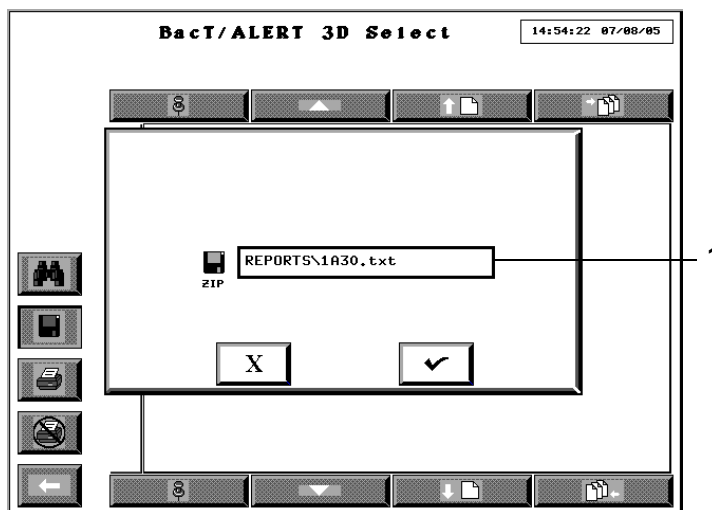 BacT/ALERT 3D Select
14:54:22 07/08/05
REPORTS\1A30.txt
1
ZIP
X